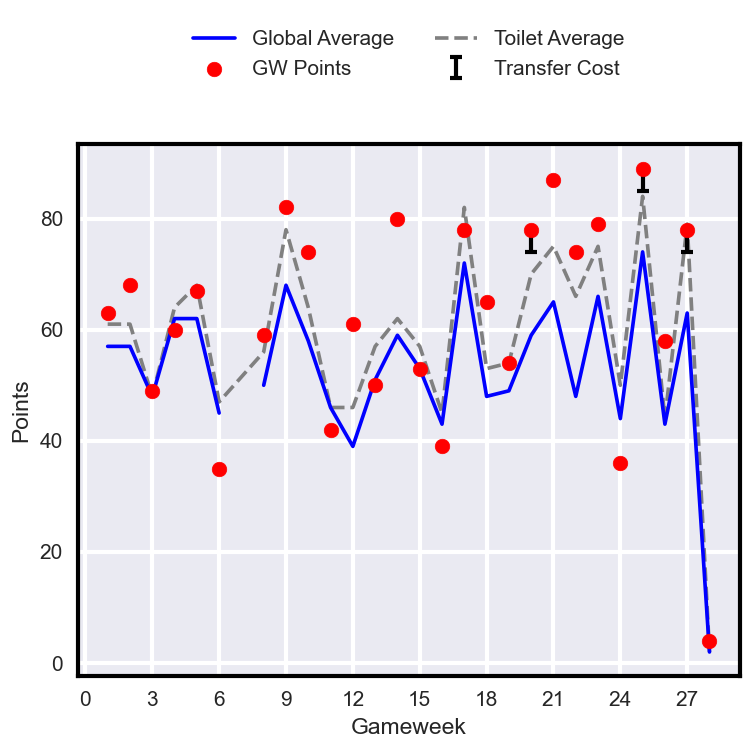 Global Average
Toilet Average
GW Points
Transfer Cost
Points
80
60
40
20
0
0 3 6 9 12 15 18 21 24 27
Gameweek